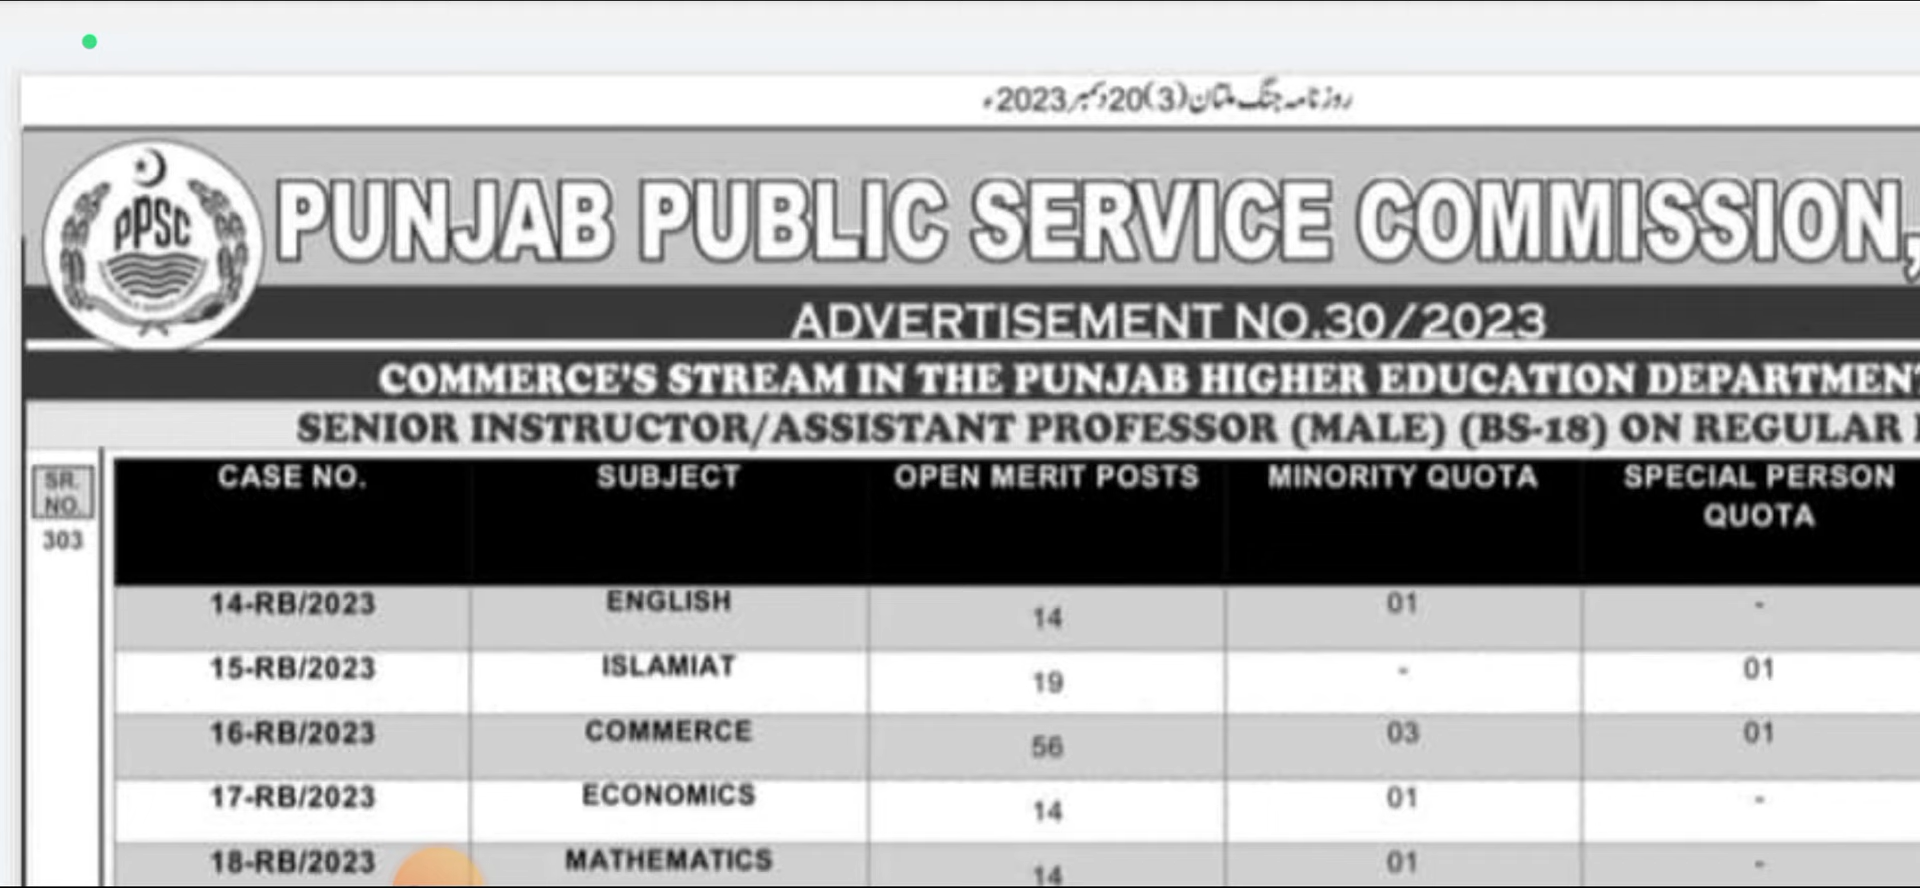 روزنامہ جنگ ملتان(3)20دسمبر2023ء
PPSC
PUNJAB PUBLIC SERVICE COMMISSION,
ADVERTISEMENT NO.30/2023
COMMERCE'S STREAM IN THE PUNJAB HIGHER EDUCATION DEPARTMENT
SENIOR INSTRUCTOR/ASSISTANT PROFESSOR (MALE) (BS-18) ON REGULAR
SR. NO. CASE NO. SUBJECT OPEN MERIT POSTS MINORITY QUOTA SPECIAL PERSON QUOTA
303
14-RB/2023 ENGLISH 14 01 -
15-RB/2023 ISLAMIAT 19 - 01
16-RB/2023 COMMERCE 56 03 01
17-RB/2023 ECONOMICS 14 01 -
18-RB/2023 MATHEMATICS 14 01 -